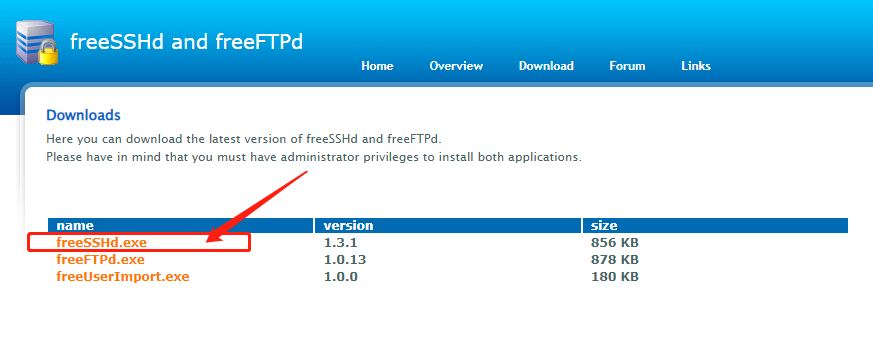 freeSSHd and freeFTPd
Home Overview Download Forum Links
Downloads
Here you can download the latest version of freeSSHd and freeFTPd.
Please have in mind that you must have administrator privileges to install both applications.
name version size
freeSSHd.exe 1.3.1 856 KB
freeFTPd.exe 1.0.13 878 KB
freeUserImport.exe 1.0.0 180 KB